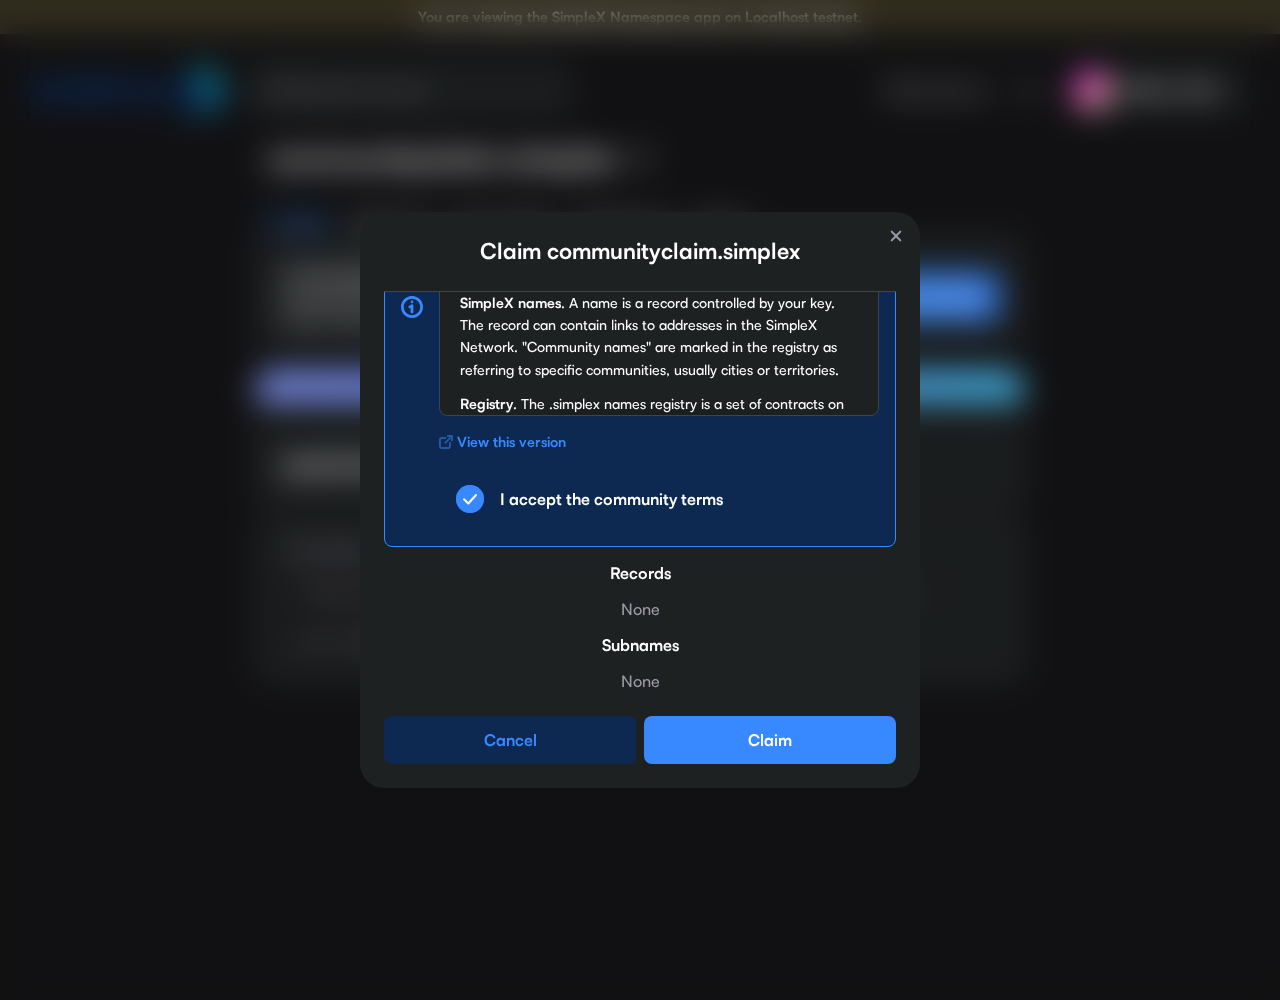 You are viewing the SimpleX Namespace app on Localhost testnet.
Claim communityclaim.simplex
SimpleX names. A name is a record controlled by your key.
The record can contain links to addresses in the SimpleX
Network. "Community names" are marked in the registry as
referring to specific communities, usually cities or territories.
Registry. The .simplex names registry is a set of contracts on
View this version
I accept the community terms
Records
None
Subnames
None
Cancel
Claim